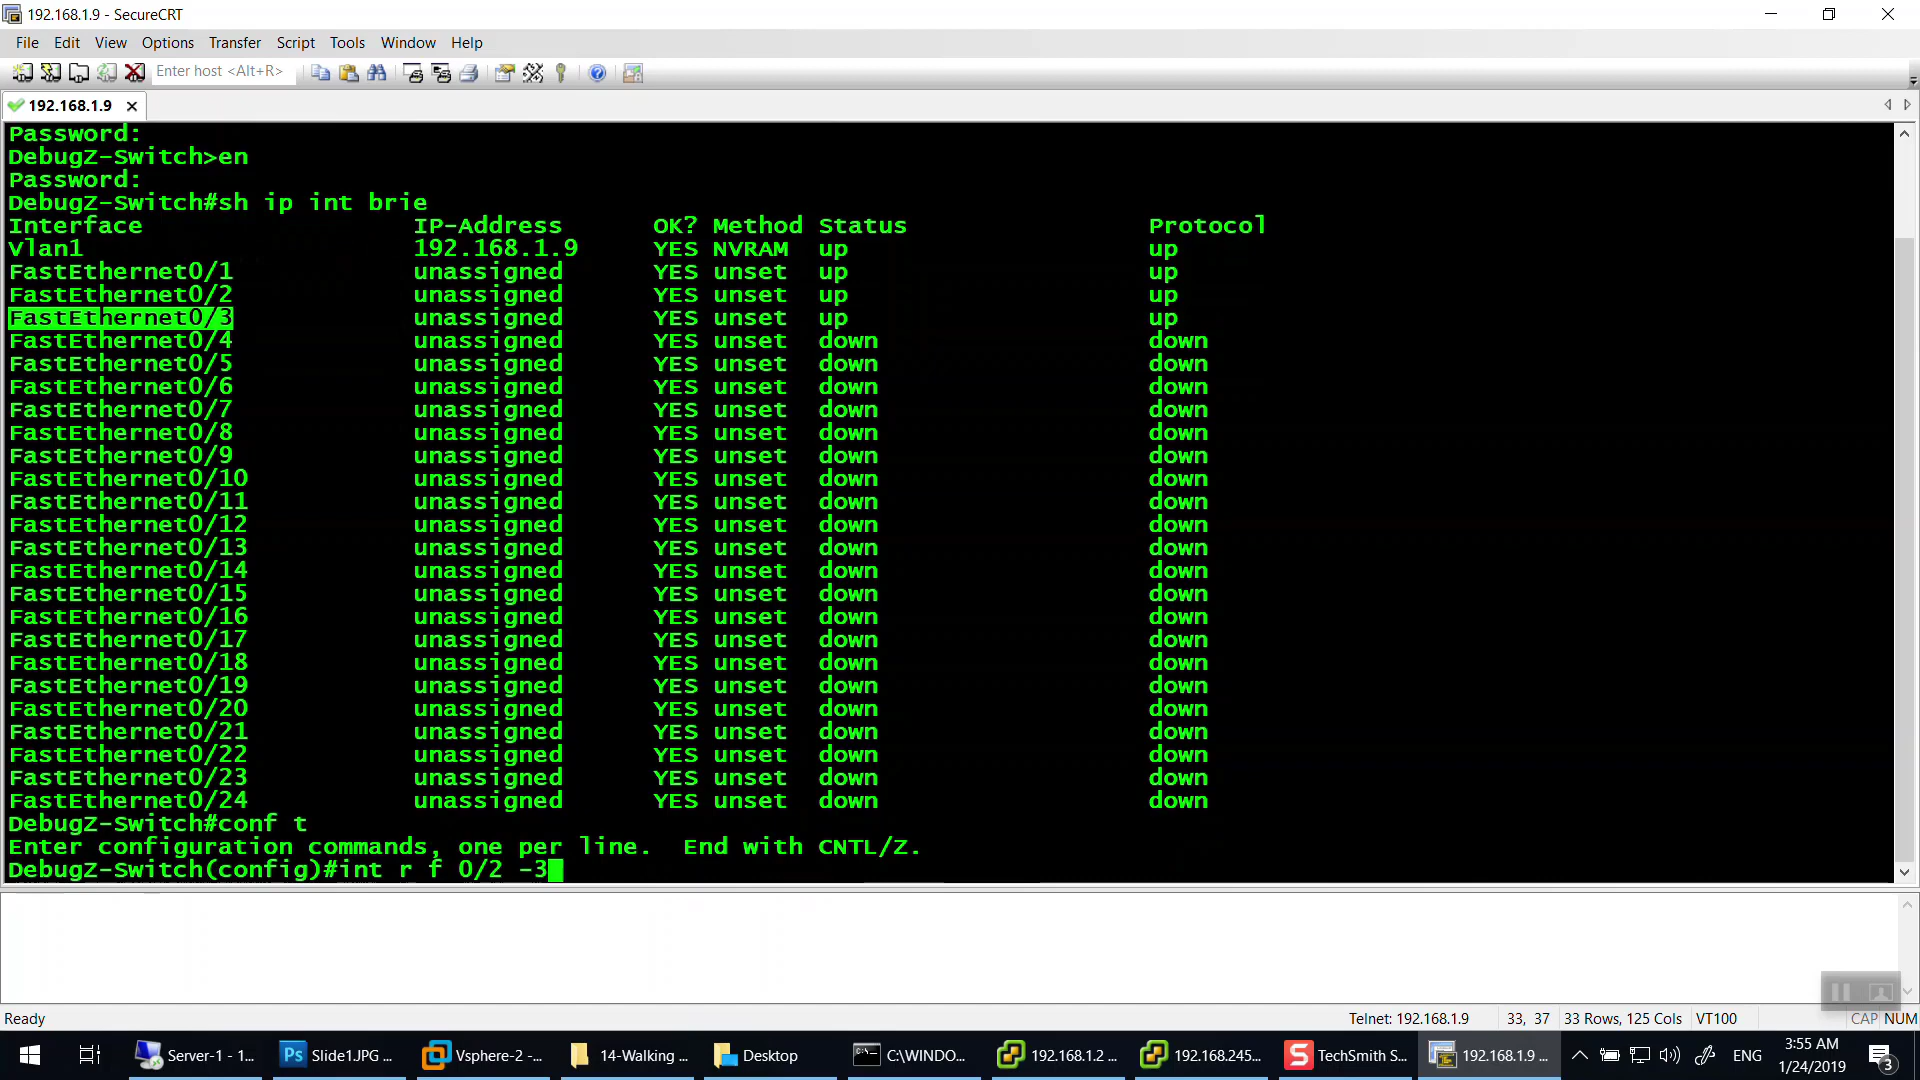 192.168.1.9 - SecureCRT
File Edit View Options Transfer Script Tools Window Help
Enter host <Alt+R>
192.168.1.9
Password:
DebugZ-Switch>en
Password:
DebugZ-Switch#sh ip int brie
Interface IP-Address OK? Method Status Protocol
Vlan1 192.168.1.9 YES NVRAM up up
FastEthernet0/1 unassigned YES unset up up
FastEthernet0/2 unassigned YES unset up up
FastEthernet0/3 unassigned YES unset up up
FastEthernet0/4 unassigned YES unset down down
FastEthernet0/5 unassigned YES unset down down
FastEthernet0/6 unassigned YES unset down down
FastEthernet0/7 unassigned YES unset down down
FastEthernet0/8 unassigned YES unset down down
FastEthernet0/9 unassigned YES unset down down
FastEthernet0/10 unassigned YES unset down down
FastEthernet0/11 unassigned YES unset down down
FastEthernet0/12 unassigned YES unset down down
FastEthernet0/13 unassigned YES unset down down
FastEthernet0/14 unassigned YES unset down down
FastEthernet0/15 unassigned YES unset down down
FastEthernet0/16 unassigned YES unset down down
FastEthernet0/17 unassigned YES unset down down
FastEthernet0/18 unassigned YES unset down down
FastEthernet0/19 unassigned YES unset down down
FastEthernet0/20 unassigned YES unset down down
FastEthernet0/21 unassigned YES unset down down
FastEthernet0/22 unassigned YES unset down down
FastEthernet0/23 unassigned YES unset down down
FastEthernet0/24 unassigned YES unset down down
DebugZ-Switch#conf t
Enter configuration commands, one per line. End with CNTL/Z.
DebugZ-Switch(config)#int r f 0/2 -3
Ready Telnet: 192.168.1.9 33, 37 33 Rows, 125 Cols VT100 CAP NUM
Server-1 - 1... Ps Slide1.JPG ... Vsphere-2 -... 14-Walking ... Desktop C:\WINDO... 192.168.1.2 ... 192.168.245... S TechSmith S... 192.168.1.9 ... ENG 3:55 AM
1/24/2019 3